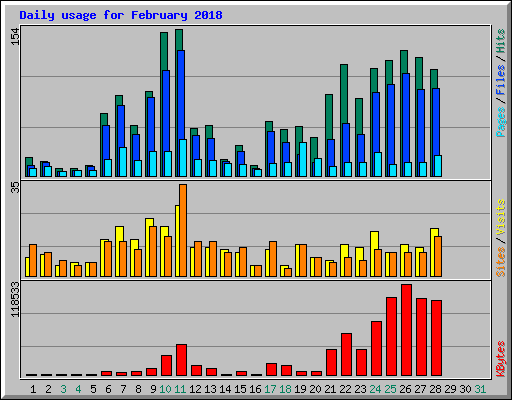 Daily usage for February 2018
154
Pages / Files / Hits
35
Sites / Visits
118533
KBytes
1 2 3 4 5 6 7 8 9 10 11 12 13 14 15 16 17 18 19 20 21 22 23 24 25 26 27 28 29 30 31